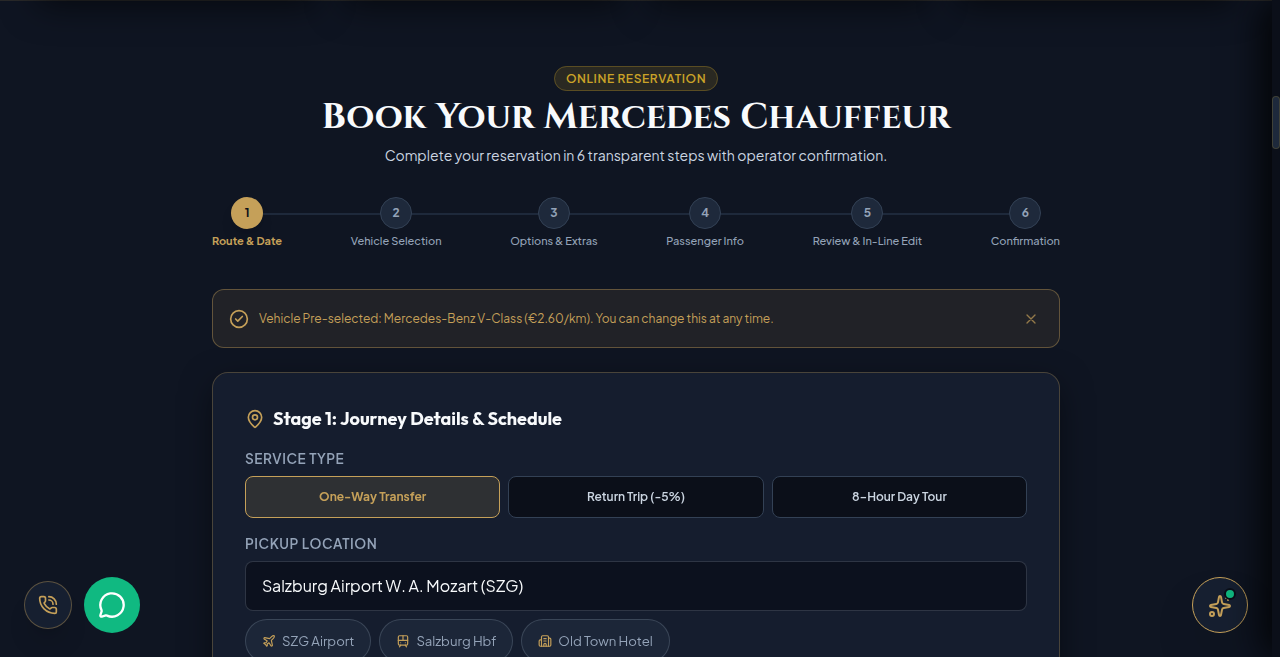 ONLINE RESERVATION
Book Your Mercedes Chauffeur
Complete your reservation in 6 transparent steps with operator confirmation.
1 2 3 4 5 6
Route & Date Vehicle Selection Options & Extras Passenger Info Review & In-Line Edit Confirmation
Vehicle Pre-selected: Mercedes-Benz V-Class (€2.60/km). You can change this at any time.
Stage 1: Journey Details & Schedule
SERVICE TYPE
One-Way Transfer Return Trip (-5%) 8-Hour Day Tour
PICKUP LOCATION
Salzburg Airport W. A. Mozart (SZG)
SZG Airport Salzburg Hbf Old Town Hotel